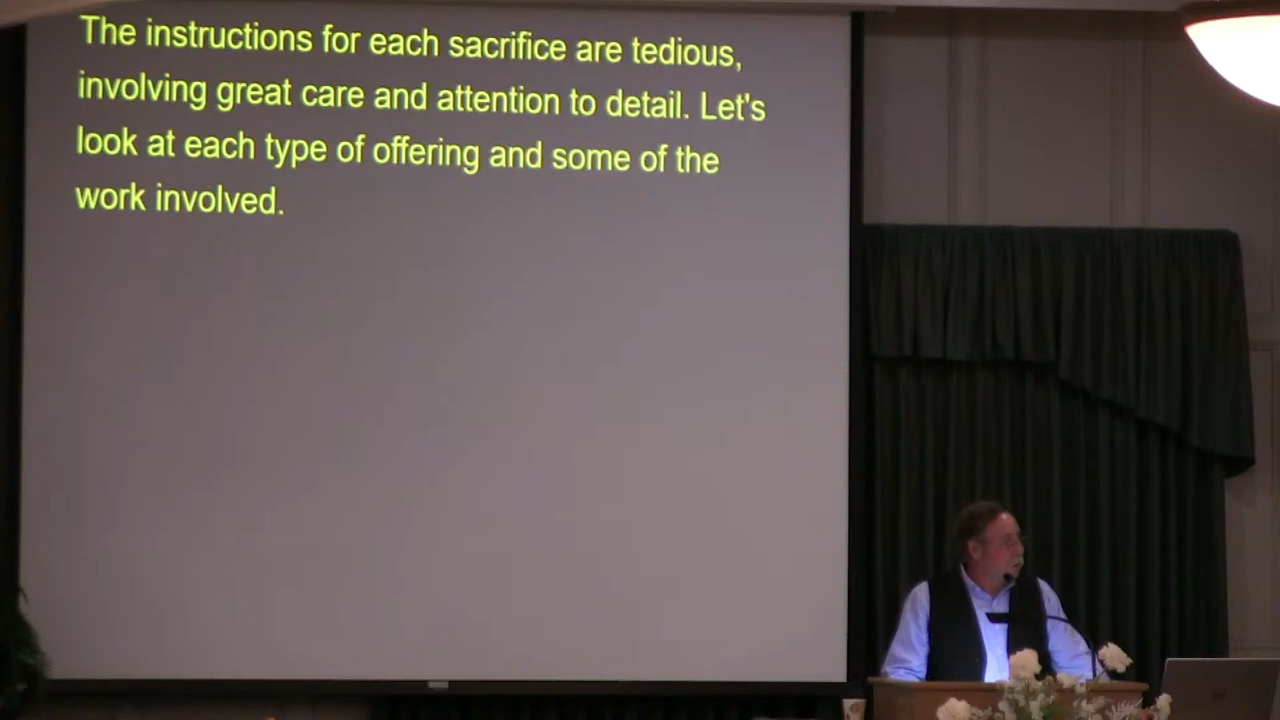 The instructions for each sacrifice are tedious,
involving great care and attention to detail. Let's
look at each type of offering and some of the
work involved.